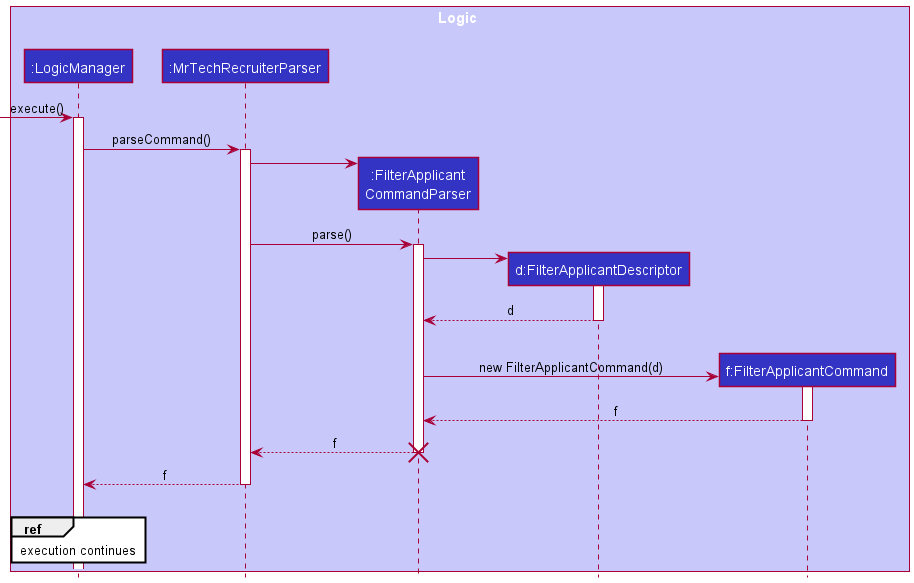 Logic
:LogicManager
:MrTechRecruiterParser
execute()
parseCommand()
:FilterApplicant
CommandParser
parse()
d:FilterApplicantDescriptor
d
new FilterApplicantCommand(d)
f:FilterApplicantCommand
f
f
f
ref
execution continues